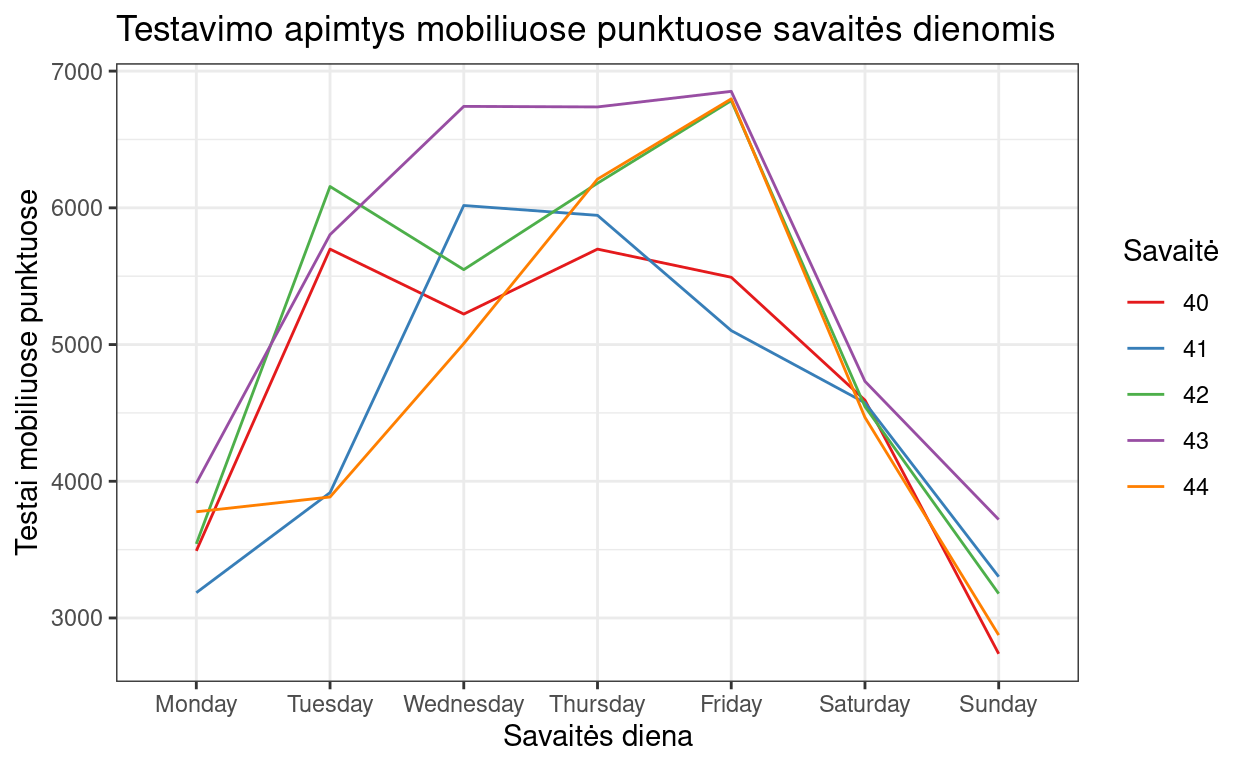 Testavimo apimtys mobiliuose punktuose savaitės dienomis
Testai mobiliuose punktuose
7000
6000
5000
4000
3000
Monday Tuesday Wednesday Thursday Friday Saturday Sunday
Savaitės diena
Savaitė
40
41
42
43
44